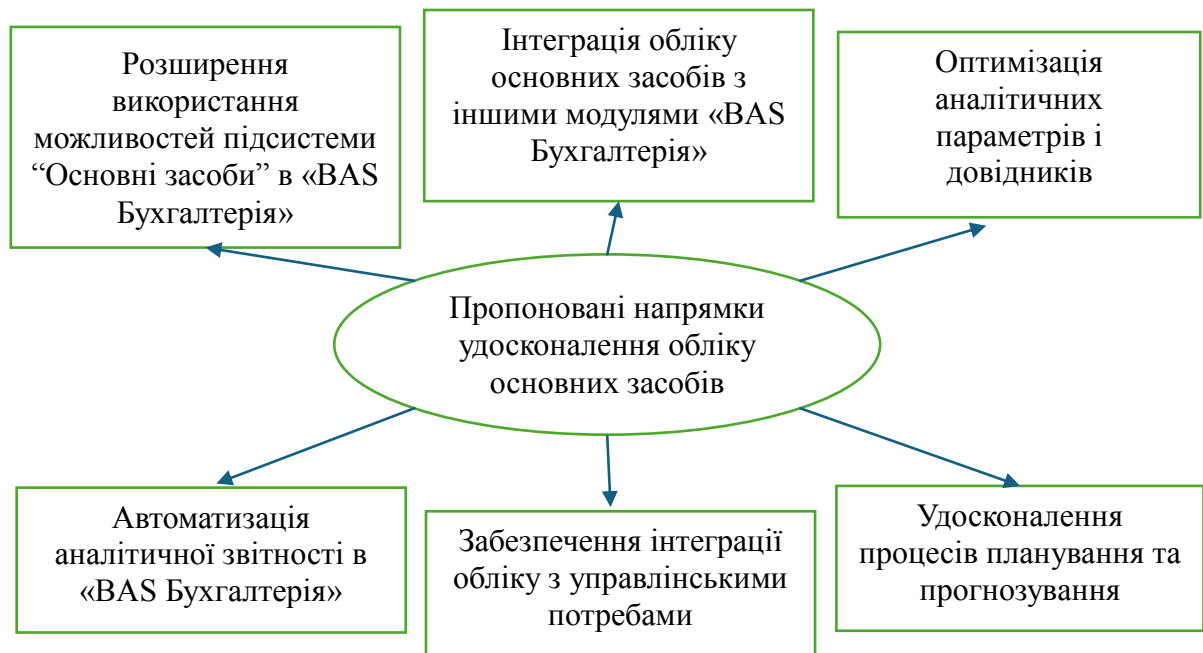 Розширення
використання
можливостей підсистеми
“Основні засоби” в «BAS
Бухгалтерія»
Інтеграція обліку
основних засобів з
іншими модулями «BAS
Бухгалтерія»
Оптимізація
аналітичних
параметрів і
довідників
Пропоновані напрямки
удосконалення обліку
основних засобів
Автоматизація
аналітичної звітності в
«BAS Бухгалтерія»
Забезпечення інтеграції
обліку з управлінськими
потребами
Удосконалення
процесів планування та
прогнозування